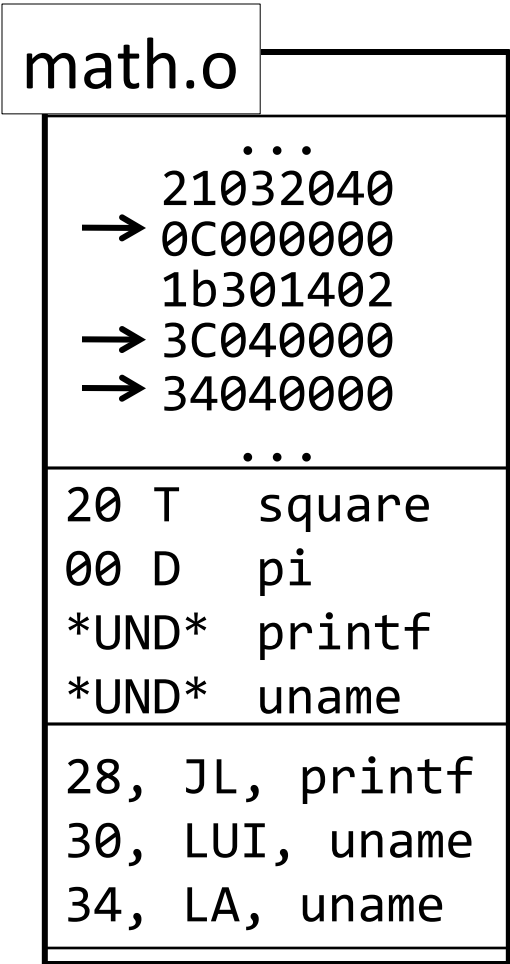 math.o
...
21032040
0C000000
1b301402
3C040000
34040000
...
20 T square
00 D pi
*UND* printf
*UND* uname
28, JL, printf
30, LUI, uname
34, LA, uname